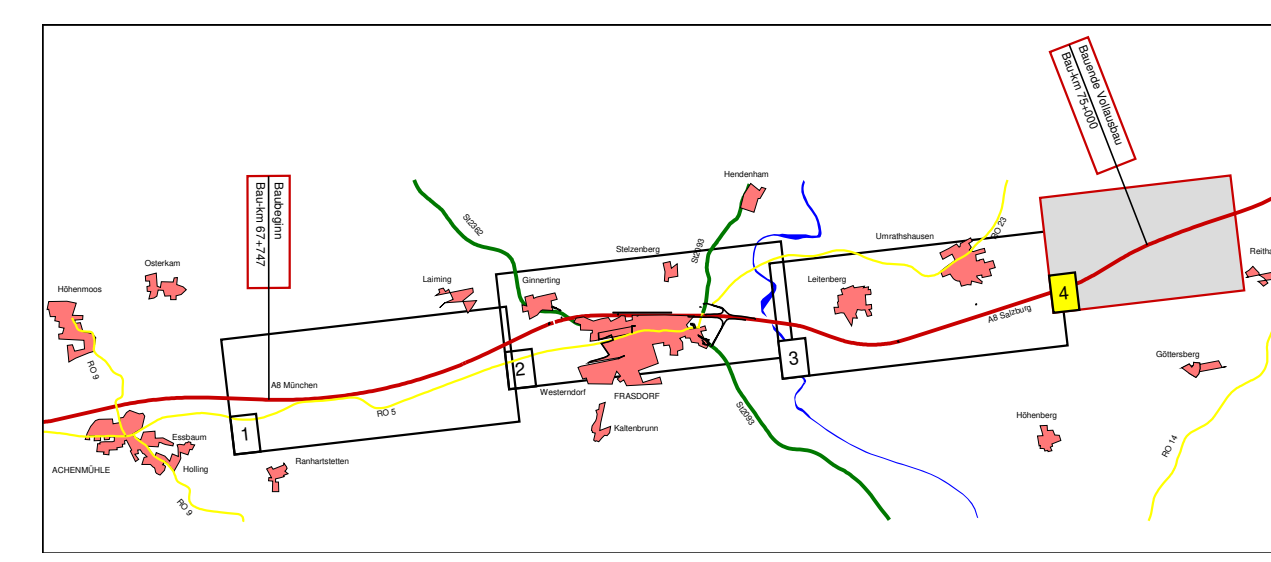 Bauende Vollausbau
Bau-km 75+000
Hendenham
Baubeginn
Bau-km 67+747
St2362
RO 23
Umrathshausen
Stelzenberg
St2093
Osterkam
Laiming
Ginnerting
Leitenberg
Höhenmoos
4
A8 Salzburg
RO 9
2
3
Göttersberg
A8 München
Westerndorf
FRASDORF
RO 5
St2093
Höhenberg
Kaltenbrunn
1
Essbaum
RO 14
ACHENMÜHLE
Holling
Ranhartstetten
RO 9